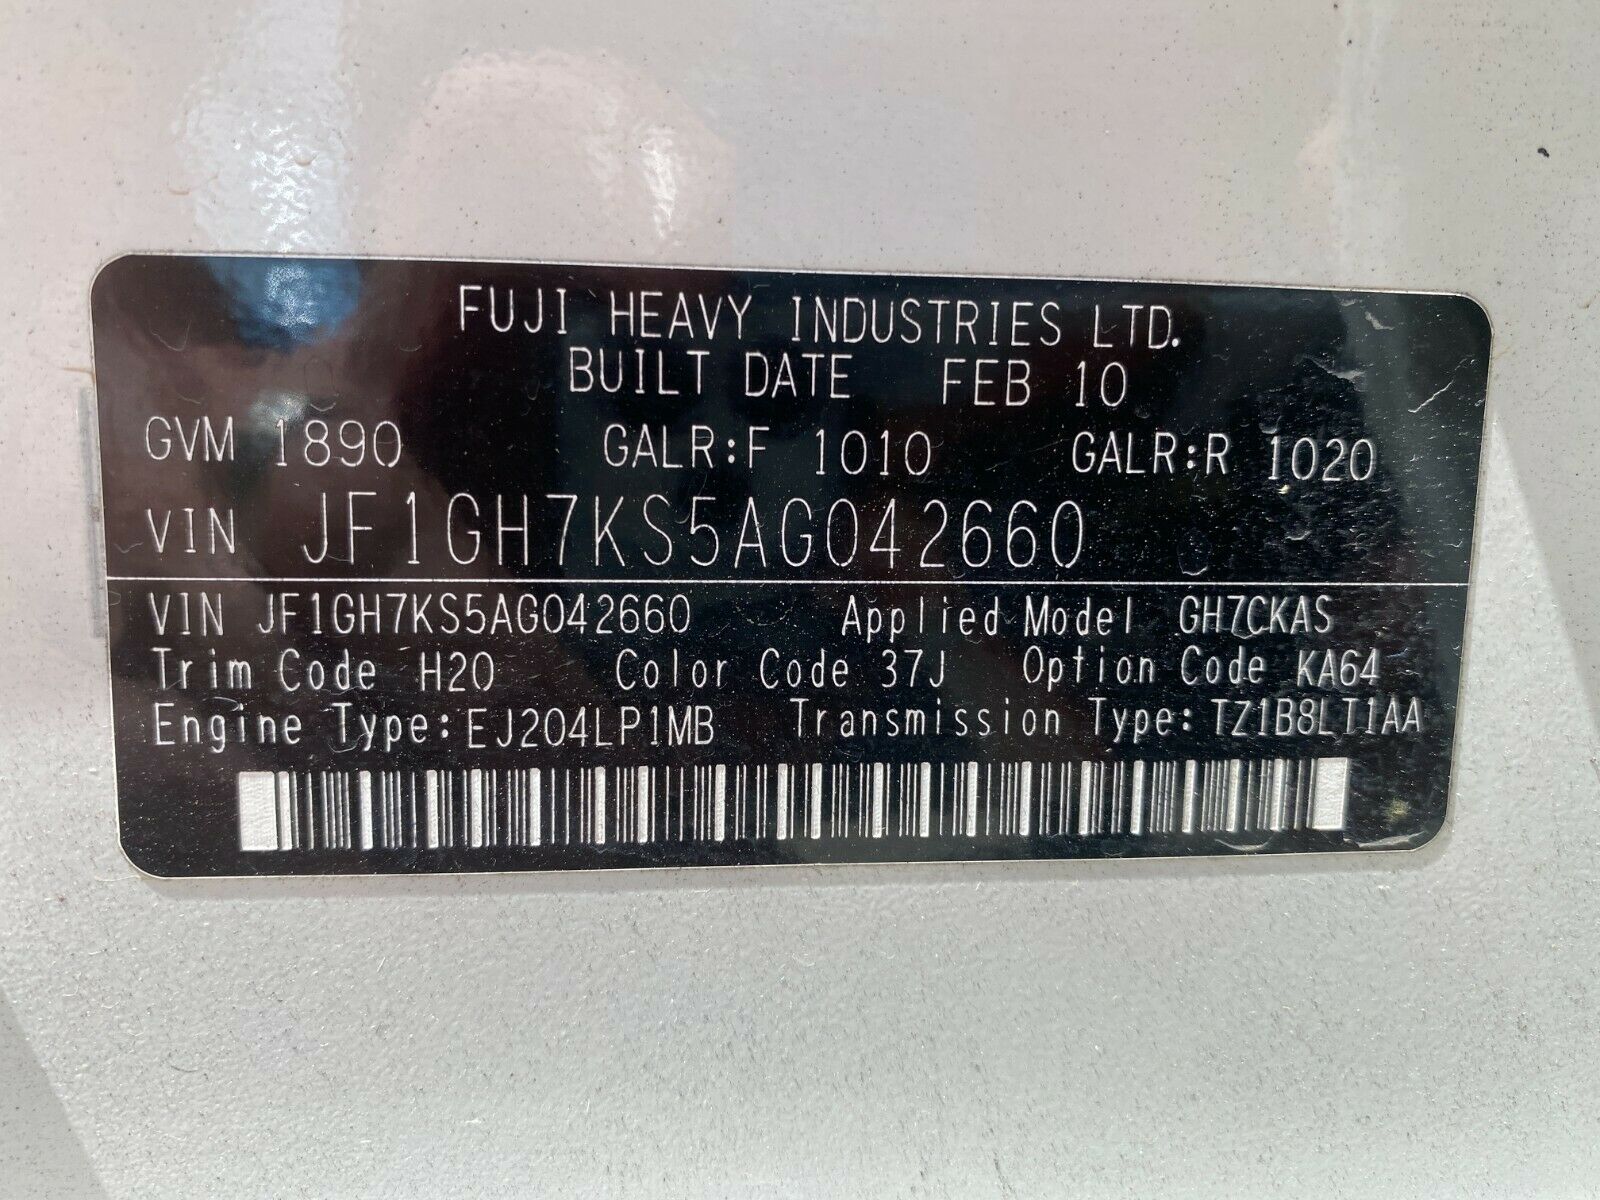 FUJI HEAVY INDUSTRIES LTD.
BUILT DATE FEB 10
GVM 1890 GALR:F 1010 GALR:R 1020
VIN JF1GH7KS5AG042660
VIN JF1GH7KS5AG042660 Applied Model GH7CKAS
Trim Code H20 Color Code 37J Option Code KA64
Engine Type:EJ204LP1MB Transmission Type:TZ1B8LT1AA